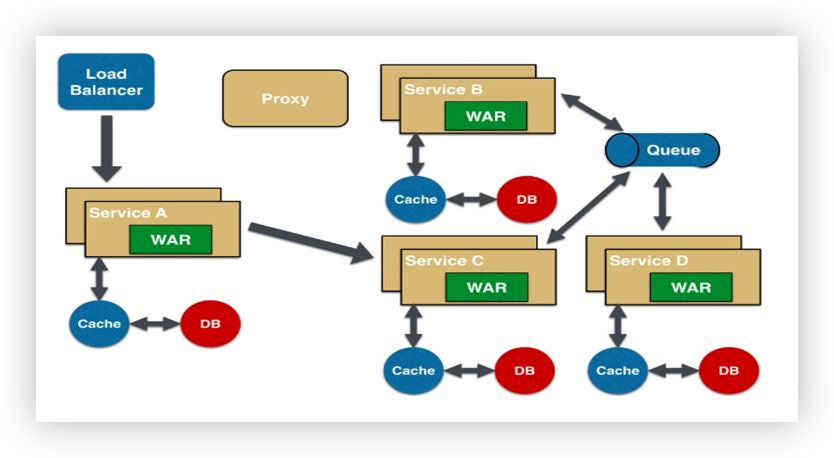 Load
Balancer
Proxy
Service B
WAR
Queue
Cache
DB
Service A
WAR
Cache
DB
Service C
WAR
Cache
DB
Service D
WAR
Cache
DB